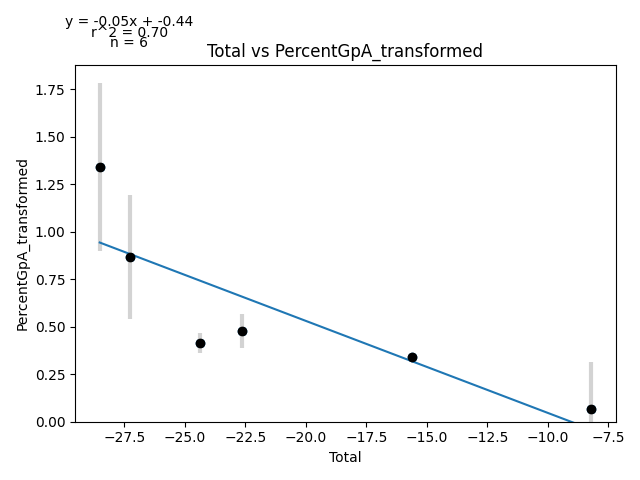 y = -0.05x + -0.44
r^2 = 0.70
n = 6
Total vs PercentGpA_transformed
1.75
1.50
1.25
1.00
0.75
0.50
0.25
0.00
PercentGpA_transformed
−27.5 −25.0 −22.5 −20.0 −17.5 −15.0 −12.5 −10.0 −7.5
Total